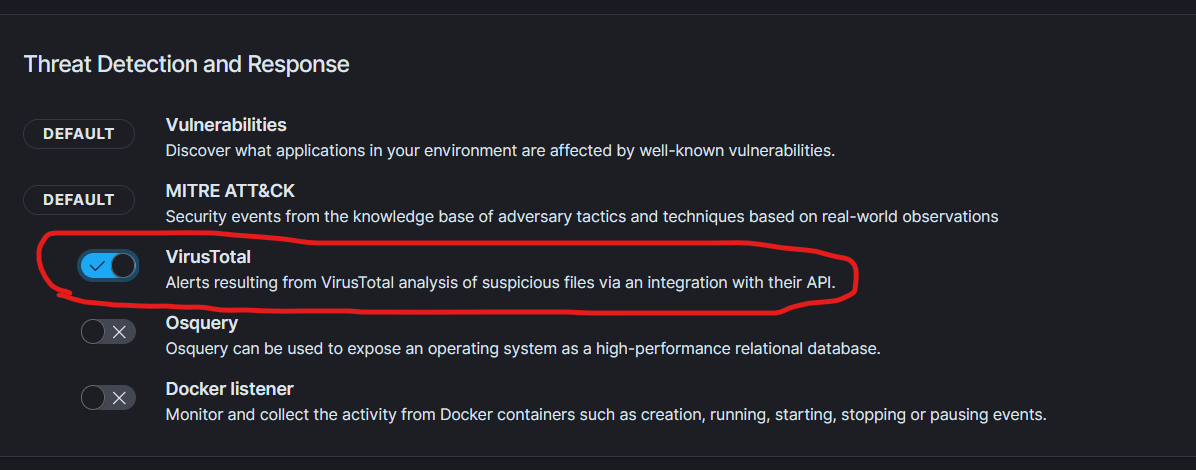 Threat Detection and Response
DEFAULT
Vulnerabilities
Discover what applications in your environment are affected by well-known vulnerabilities.
DEFAULT
MITRE ATT&CK
Security events from the knowledge base of adversary tactics and techniques based on real-world observations
VirusTotal
Alerts resulting from VirusTotal analysis of suspicious files via an integration with their API.
Osquery
Osquery can be used to expose an operating system as a high-performance relational database.
Docker listener
Monitor and collect the activity from Docker containers such as creation, running, starting, stopping or pausing events.